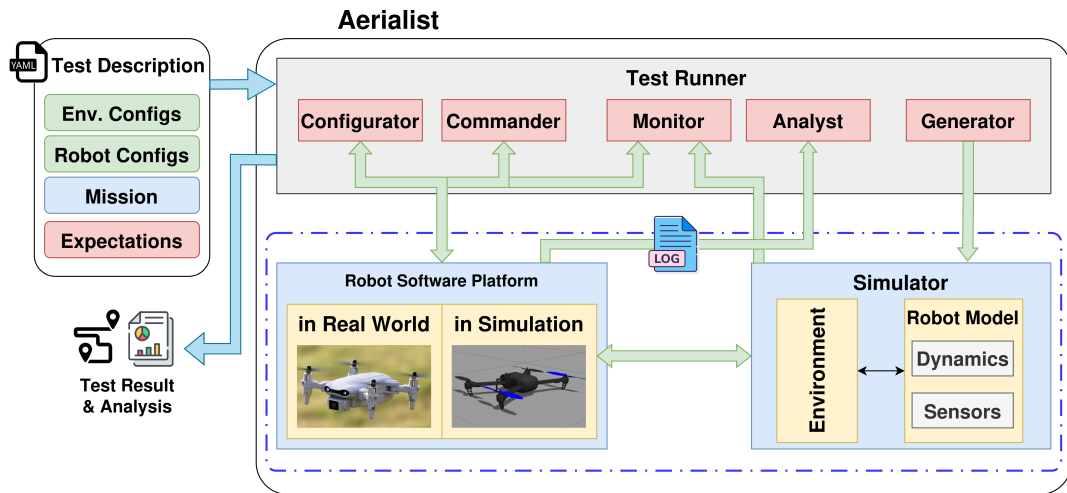 Aerialist
YAML
Test Description
Env. Configs
Robot Configs
Mission
Expectations
Test Runner
Configurator
Commander
Monitor
Analyst
Generator
LOG
Robot Software Platform
in Real World
in Simulation
Simulator
Environment
Robot Model
Dynamics
Sensors
Test Result
& Analysis